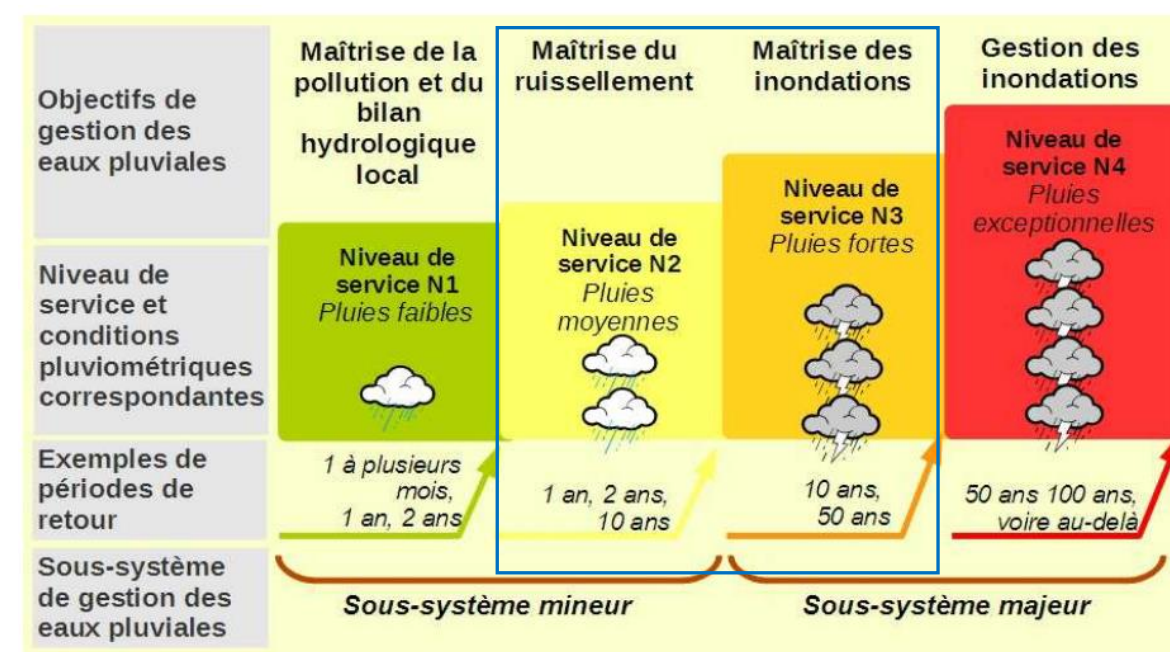 Objectifs de
gestion des
eaux pluviales
Maîtrise de la
pollution et du
bilan
hydrologique
local
Maîtrise du
ruissellement
Maîtrise des
inondations
Gestion des
inondations
Niveau de
service et
conditions
pluviométriques
correspondantes
Niveau de
service N1
Pluies faibles
Niveau de
service N2
Pluies
moyennes
Niveau de
service N3
Pluies fortes
Niveau de
service N4
Pluies
exceptionnelles
Exemples de
périodes de
retour
1 à plusieurs
mois,
1 an, 2 ans
1 an, 2 ans,
10 ans
10 ans,
50 ans
50 ans 100 ans,
voire au-delà
Sous-système
de gestion des
eaux pluviales
Sous-système mineur
Sous-système majeur